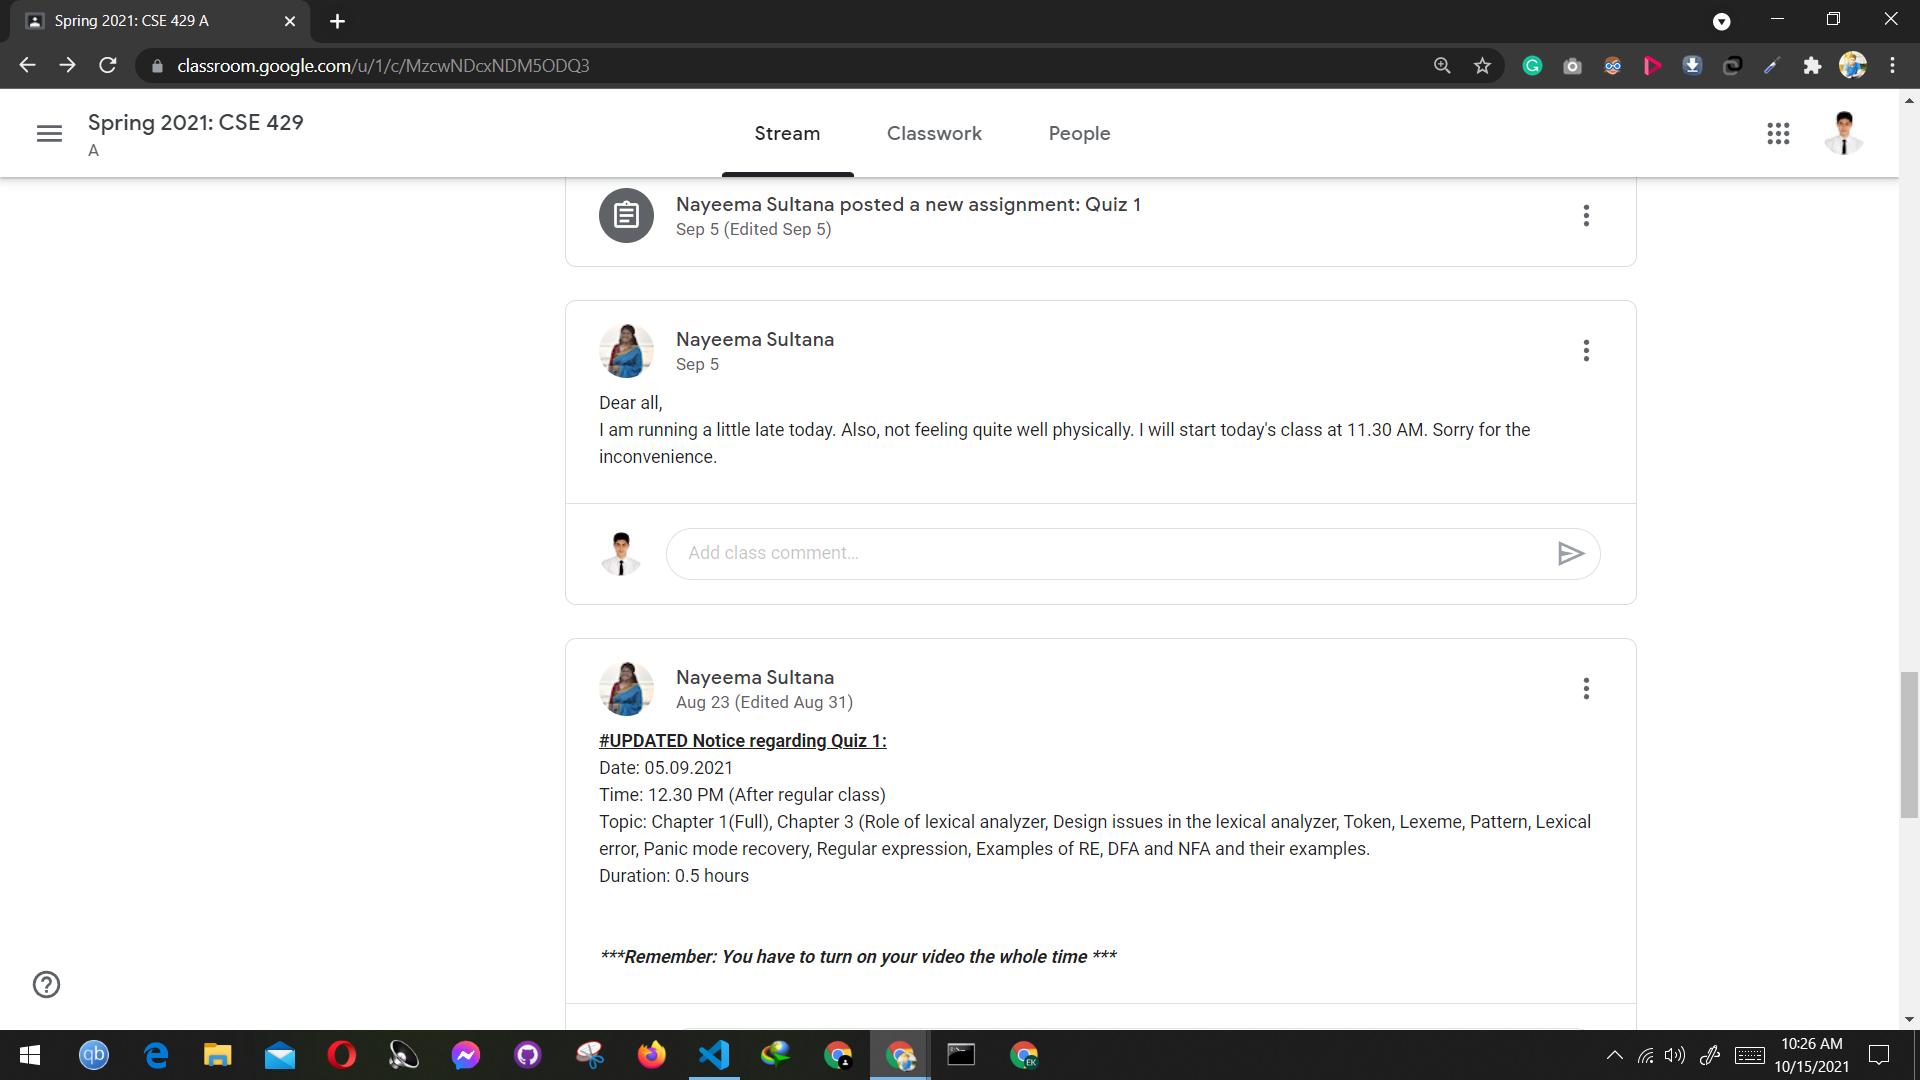 Spring 2021: CSE 429 A
classroom.google.com/u/1/c/MzcwNDcxNDM5ODQ3
Spring 2021: CSE 429
A
Stream
Classwork
People
Nayeema Sultana posted a new assignment: Quiz 1
Sep 5 (Edited Sep 5)
Nayeema Sultana
Sep 5
Dear all,
I am running a little late today. Also, not feeling quite well physically. I will start today's class at 11.30 AM. Sorry for the
inconvenience.
Add class comment...
Nayeema Sultana
Aug 23 (Edited Aug 31)
#UPDATED Notice regarding Quiz 1:
Date: 05.09.2021
Time: 12.30 PM (After regular class)
Topic: Chapter 1(Full), Chapter 3 (Role of lexical analyzer, Design issues in the lexical analyzer, Token, Lexeme, Pattern, Lexical
error, Panic mode recovery, Regular expression, Examples of RE, DFA and NFA and their examples.
Duration: 0.5 hours
***Remember: You have to turn on your video the whole time ***
qb
EK
10:26 AM
10/15/2021